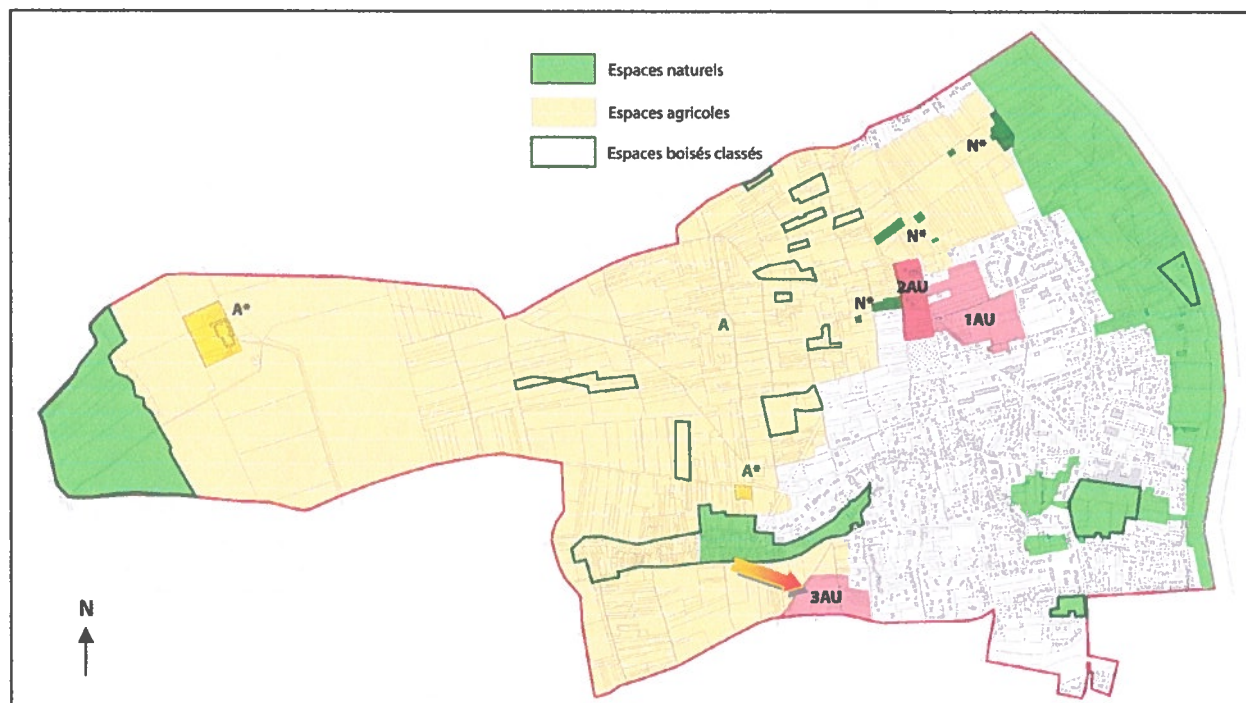 Espaces naturels
Espaces agricoles
Espaces boisés classés
N*
N*
2AU
N*
1AU
A*
A
A*
3AU
N